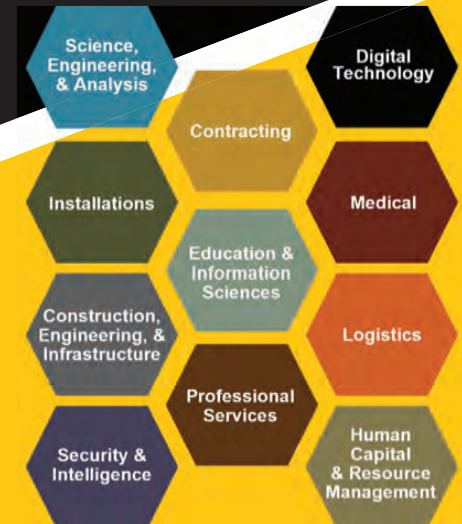 Science,
Engineering,
& Analysis
Digital
Technology
Contracting
Installations
Medical
Education &
Information
Sciences
Construction,
Engineering, &
Infrastructure
Logistics
Professional
Services
Security &
Intelligence
Human
Capital
& Resource
Management